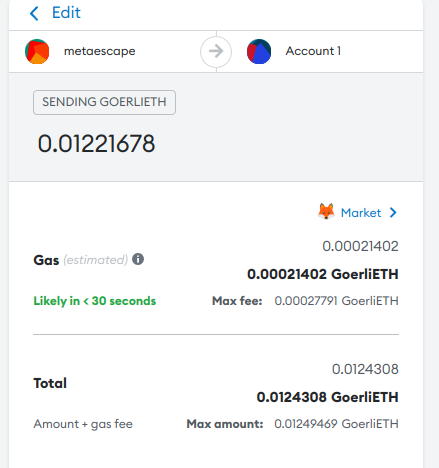 Edit
metaescape Account 1
SENDING GOERLIETH
0.01221678
Market
0.00021402
Gas (estimated) 0.00021402 GoerliETH
Likely in < 30 seconds Max fee: 0.00027791 GoerliETH
0.0124308
Total 0.0124308 GoerliETH
Amount + gas fee Max amount: 0.01249469 GoerliETH